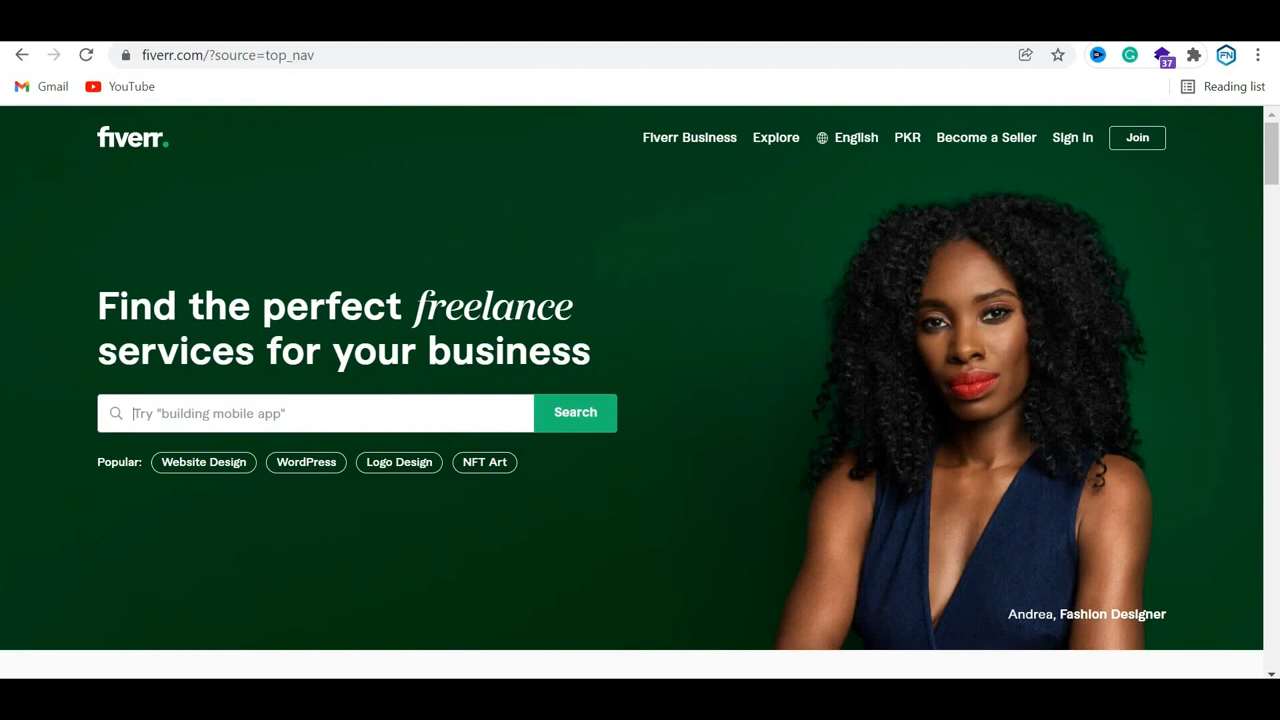 fiverr.com/?source=top_nav
37
FN
Gmail
YouTube
Reading list
fiverr.
Fiverr Business
Explore
English
PKR
Become a Seller
Sign In
Join
Find the perfect freelance
services for your business
Try "building mobile app"
Search
Popular:
Website Design
WordPress
Logo Design
NFT Art
Andrea, Fashion Designer